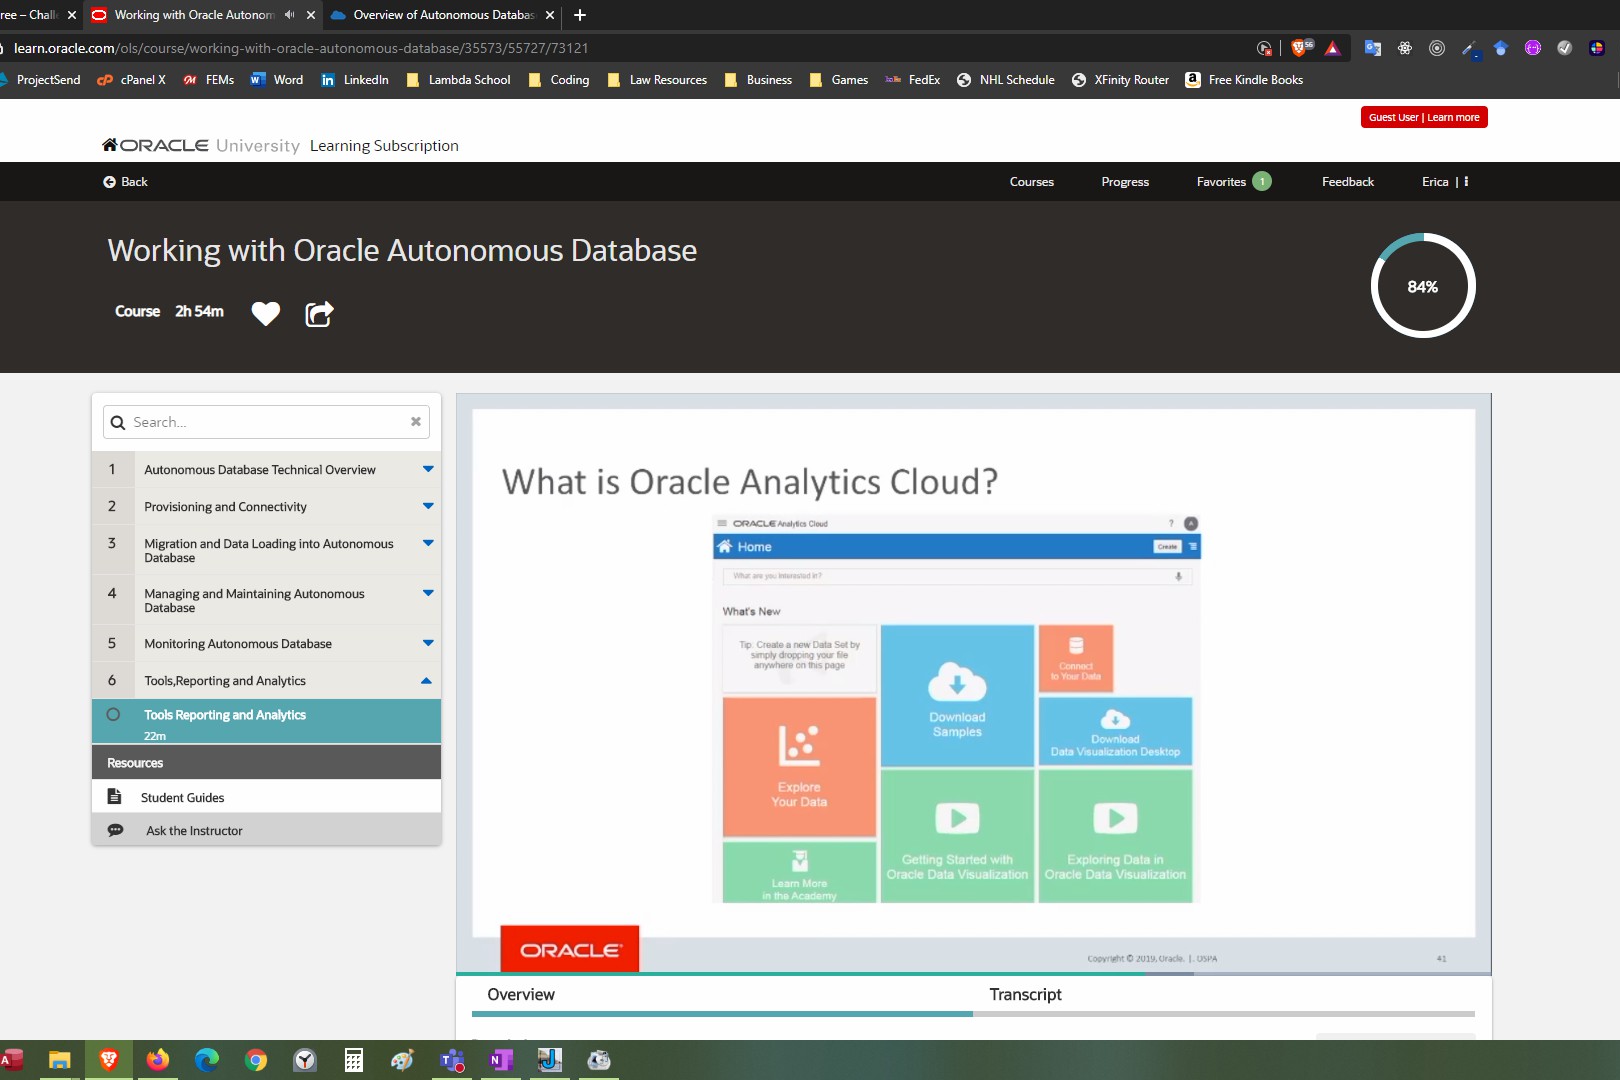 ree – Chall
Working with Oracle Autonom
Overview of Autonomous Databas
learn.oracle.com/ols/course/working-with-oracle-autonomous-database/35573/55727/73121
56
ProjectSend
cPanel X
FEMs
Word
LinkedIn
Lambda School
Coding
Law Resources
Business
Games
FedEx
NHL Schedule
XFinity Router
Free Kindle Books
Guest User | Learn more
ORACLE University Learning Subscription
Back
Courses
Progress
Favorites 1
Feedback
Erica |
Working with Oracle Autonomous Database
Course 2h 54m
84%
Search...
1 Autonomous Database Technical Overview
2 Provisioning and Connectivity
3 Migration and Data Loading into Autonomous
Database
4 Managing and Maintaining Autonomous
Database
5 Monitoring Autonomous Database
6 Tools,Reporting and Analytics
Tools Reporting and Analytics
22m
Resources
Student Guides
Ask the Instructor
What is Oracle Analytics Cloud?
ORACLE Analytics Cloud
? A
Home
Create
What are you interested in?
What's New
Tip: Create a new Data Set by
simply dropping your file
anywhere on this page
Download
Samples
Connect
to Your Data
Download
Data Visualization Desktop
Explore
Your Data
Learn More
in the Academy
Getting Started with
Oracle Data Visualization
Exploring Data in
Oracle Data Visualization
ORACLE
Copyright © 2019, Oracle. |. OSPA
41
Overview
Transcript